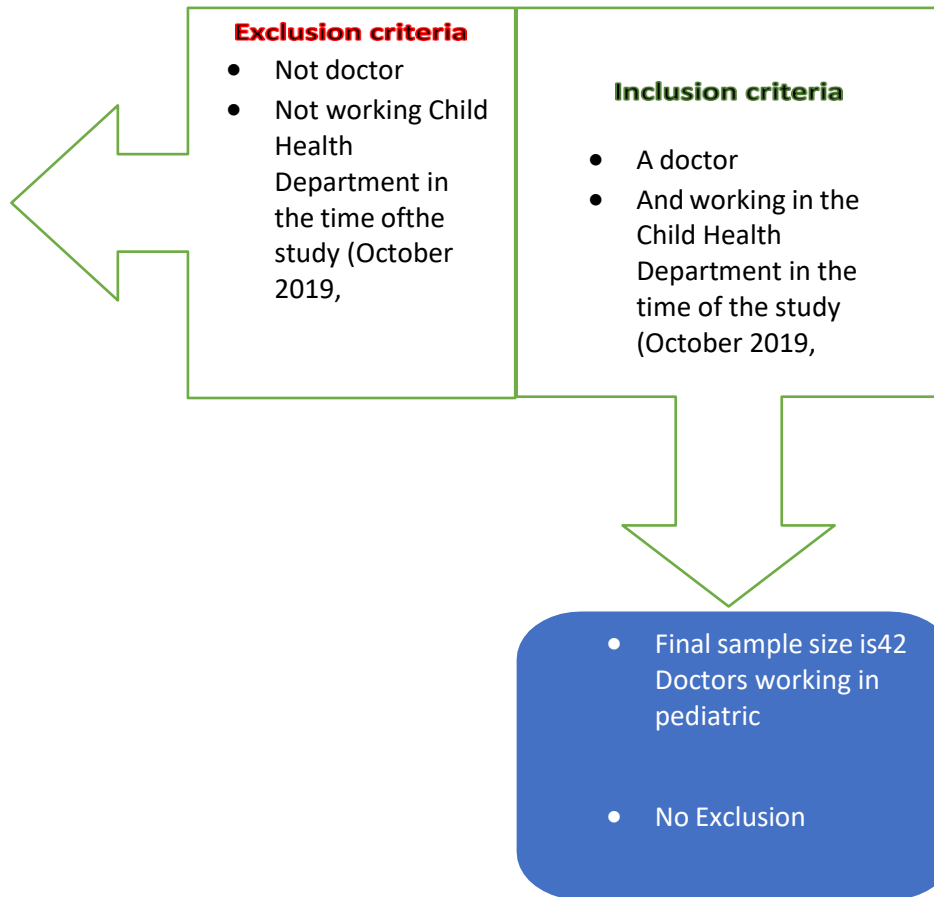 Exclusion criteria
• Not doctor
• Not working Child
Health
Department in
the time ofthe
study (October
2019,
Inclusion criteria
• A doctor
• And working in the
Child Health
Department in the
time of the study
(October 2019,
• Final sample size is42
Doctors working in
pediatric
• No Exclusion